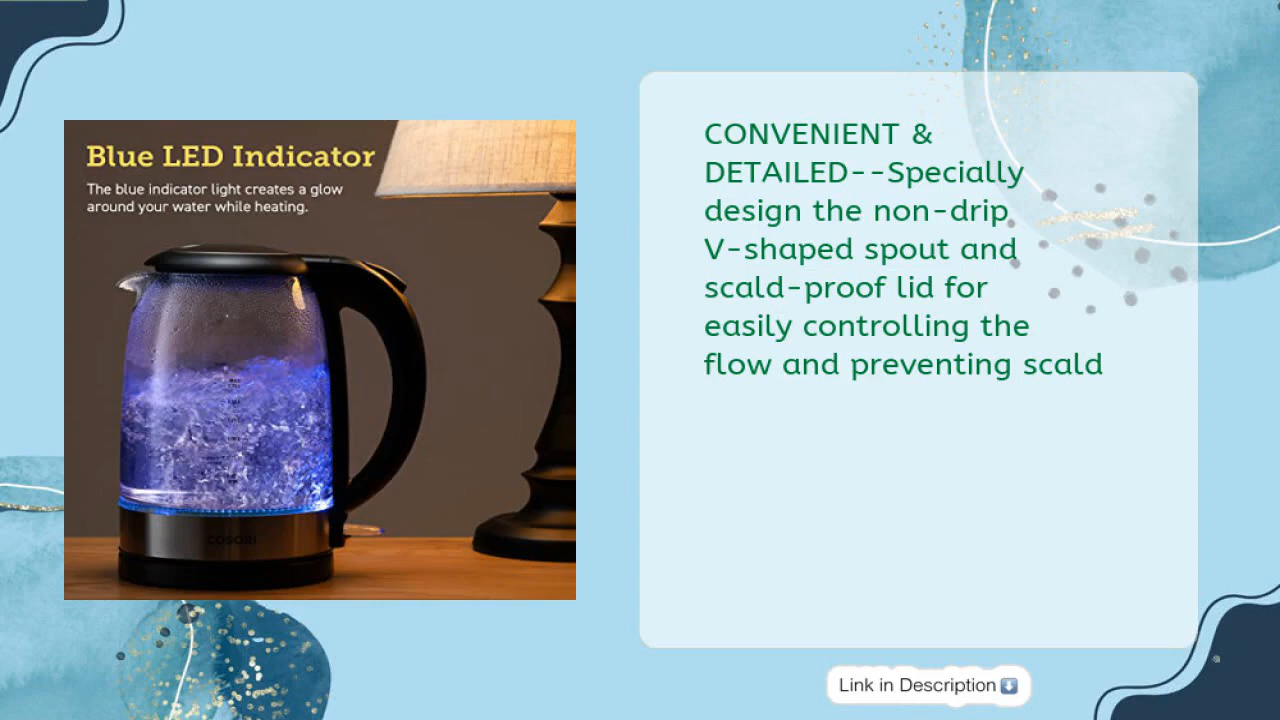 Blue LED Indicator
The blue indicator light creates a glow
around your water while heating.
COSORI
CONVENIENT &
DETAILED--Specially
design the non-drip
V-shaped spout and
scald-proof lid for
easily controlling the
flow and preventing scald
Link in Description⬇️